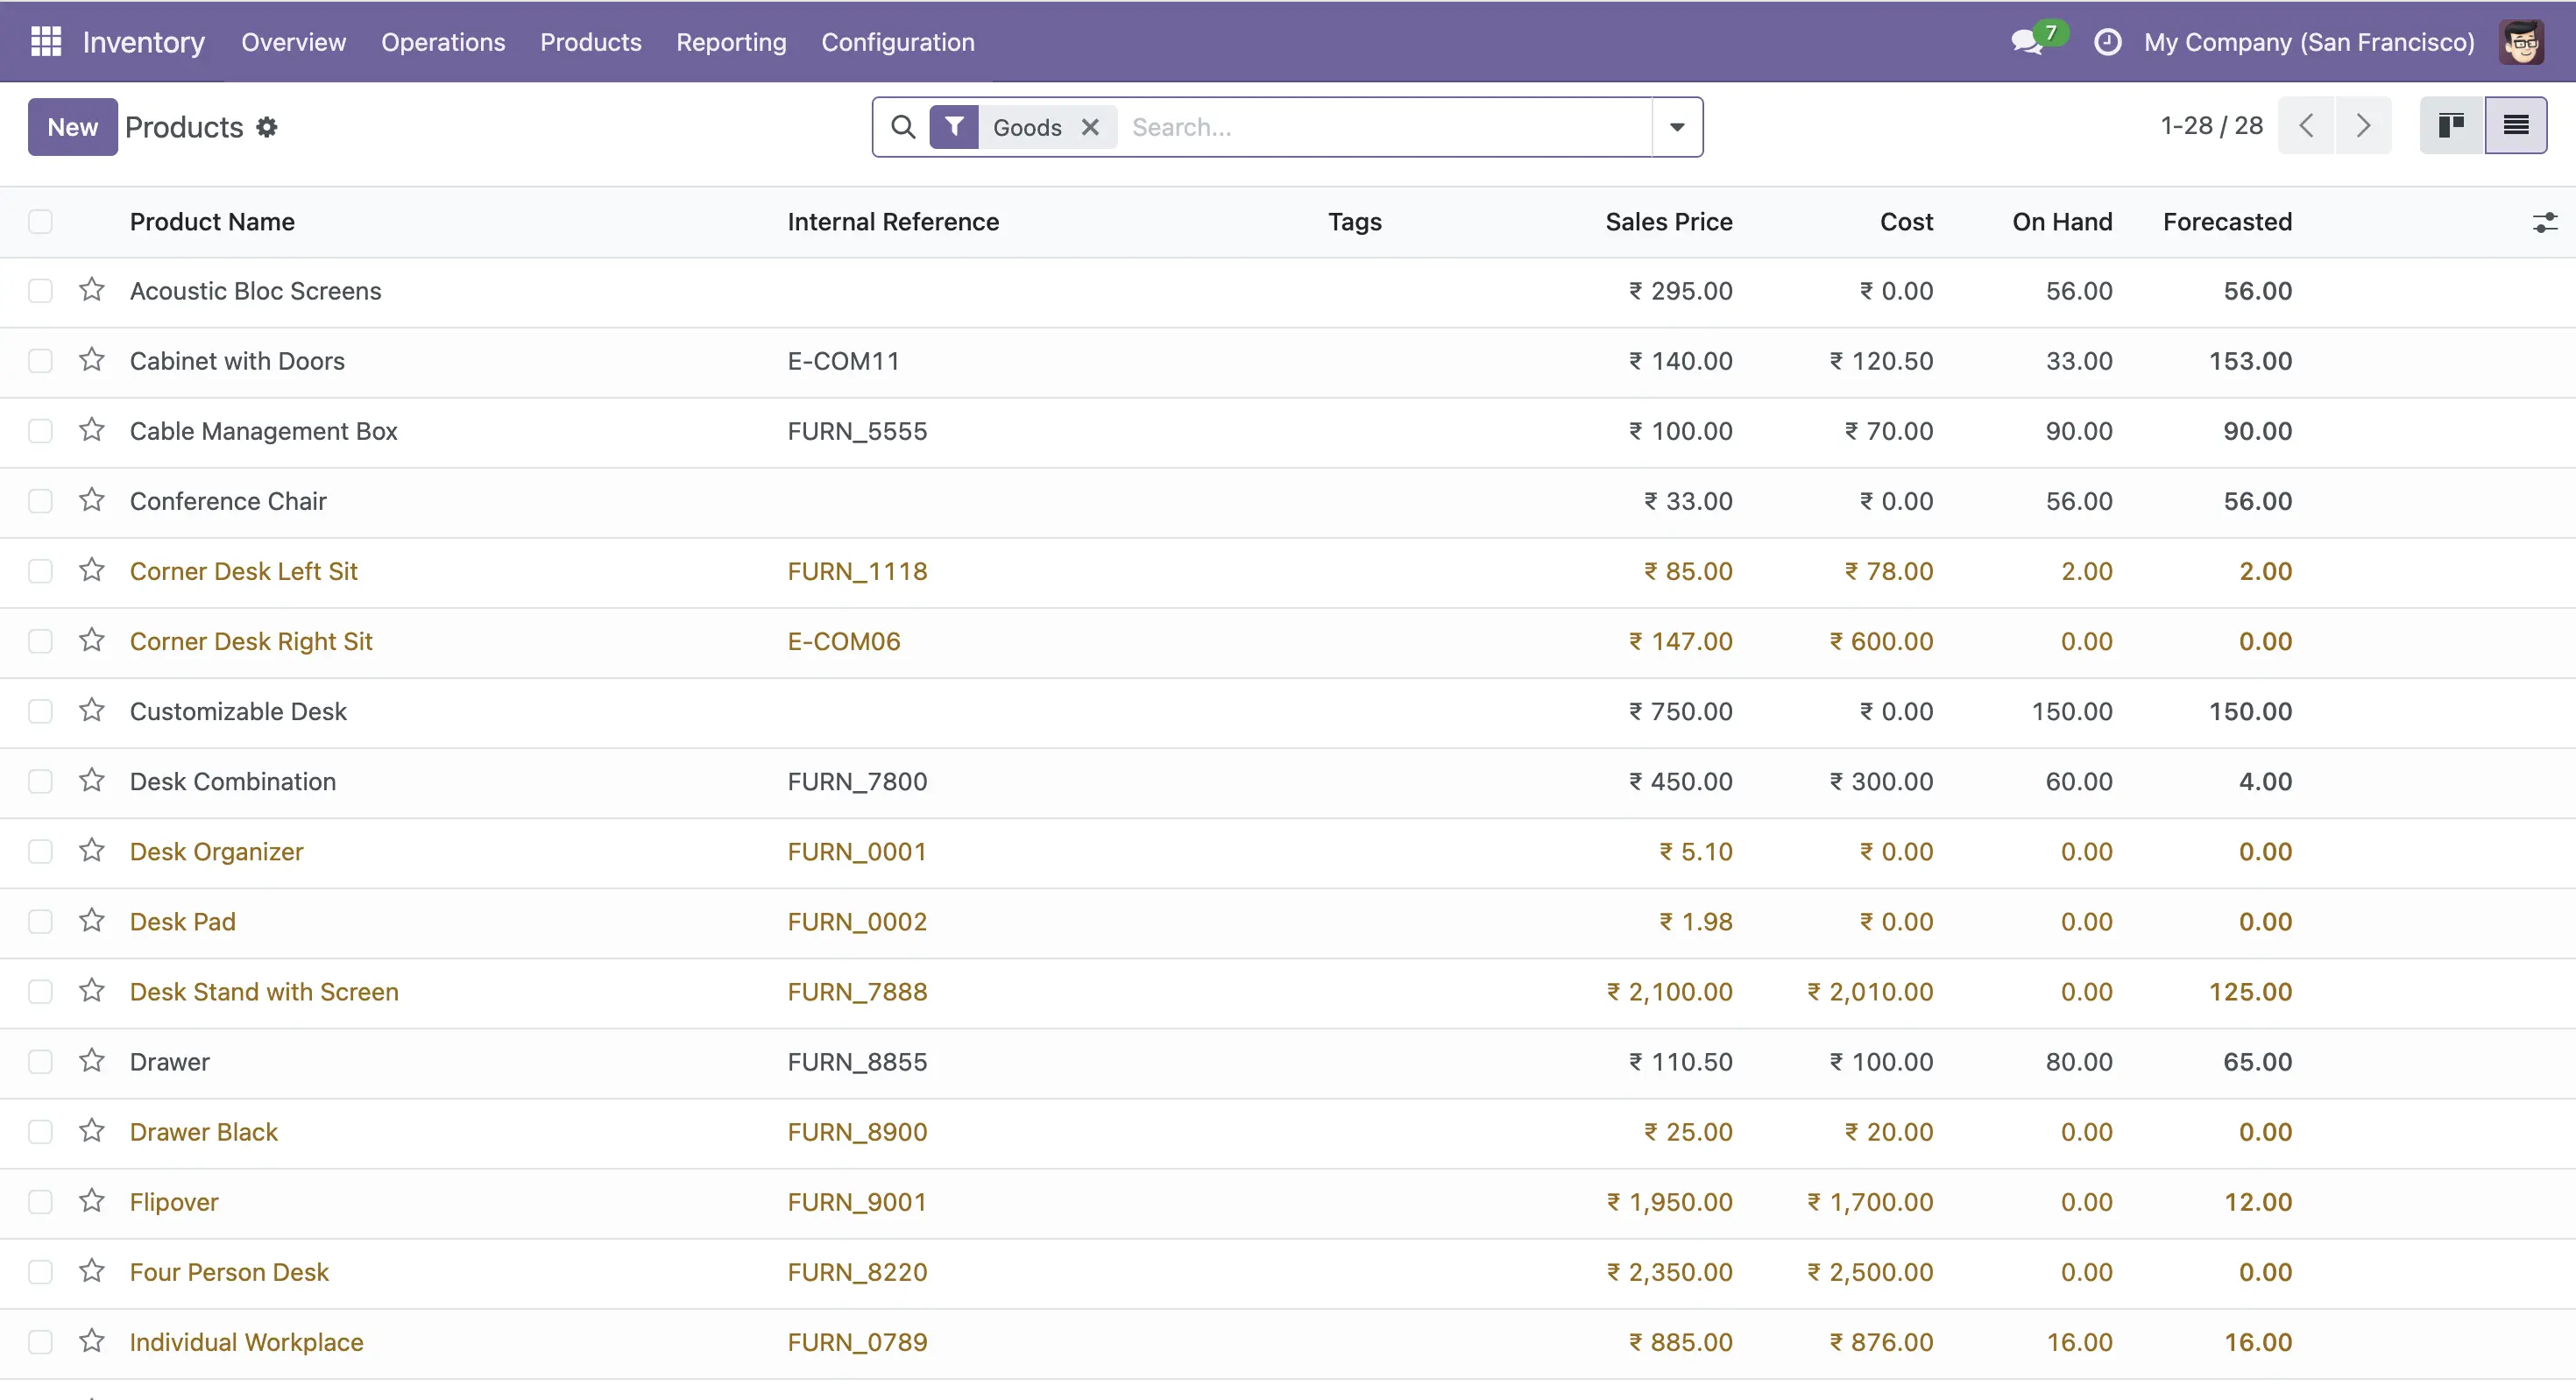 Inventory Overview Operations Products Reporting Configuration 7 My Company (San Francisco)
New Products Goods Search... 1-28 / 28
Product Name Internal Reference Tags Sales Price Cost On Hand Forecasted
Acoustic Bloc Screens ₹ 295.00 ₹ 0.00 56.00 56.00
Cabinet with Doors E-COM11 ₹ 140.00 ₹ 120.50 33.00 153.00
Cable Management Box FURN_5555 ₹ 100.00 ₹ 70.00 90.00 90.00
Conference Chair ₹ 33.00 ₹ 0.00 56.00 56.00
Corner Desk Left Sit FURN_1118 ₹ 85.00 ₹ 78.00 2.00 2.00
Corner Desk Right Sit E-COM06 ₹ 147.00 ₹ 600.00 0.00 0.00
Customizable Desk ₹ 750.00 ₹ 0.00 150.00 150.00
Desk Combination FURN_7800 ₹ 450.00 ₹ 300.00 60.00 4.00
Desk Organizer FURN_0001 ₹ 5.10 ₹ 0.00 0.00 0.00
Desk Pad FURN_0002 ₹ 1.98 ₹ 0.00 0.00 0.00
Desk Stand with Screen FURN_7888 ₹ 2,100.00 ₹ 2,010.00 0.00 125.00
Drawer FURN_8855 ₹ 110.50 ₹ 100.00 80.00 65.00
Drawer Black FURN_8900 ₹ 25.00 ₹ 20.00 0.00 0.00
Flipover FURN_9001 ₹ 1,950.00 ₹ 1,700.00 0.00 12.00
Four Person Desk FURN_8220 ₹ 2,350.00 ₹ 2,500.00 0.00 0.00
Individual Workplace FURN_0789 ₹ 885.00 ₹ 876.00 16.00 16.00